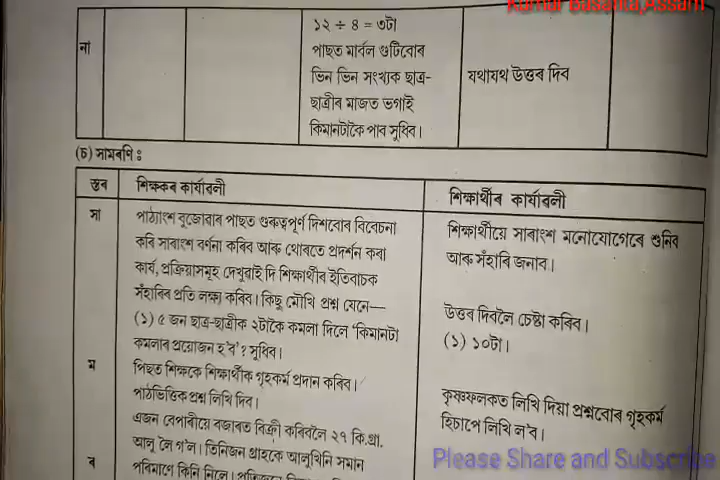 Kumar Basanta,Assam
১২ ÷ ৪ = ৩টা
না
পাছত মাৰ্বল গুটিবোৰ
ভিন ভিন সংখ্যক ছাত্ৰ-
ছাত্ৰীৰ মাজত ভগাই
কিমানটাকৈ পাব সুধিব।
যথাযথ উত্তৰ দিব
(চ) সামৰণি ঃ
স্তৰ শিক্ষকৰ কাৰ্যাবলী
শিক্ষাৰ্থীৰ কাৰ্যাবলী
সা পাঠ্যাংশ বুজোৱাৰ পাছত গুৰুত্বপূৰ্ণ দিশবোৰ বিবেচনা
কৰি সাৰাংশ বৰ্ণনা কৰিব আৰু থোৰতে প্ৰদৰ্শন কৰা
কাৰ্য, প্ৰক্ৰিয়াসমূহ দেখুৱাই দি শিক্ষাৰ্থীৰ ইতিবাচক
সঁহাৰিৰ প্ৰতি লক্ষ্য কৰিব। কিছু মৌখি প্ৰশ্ন যেনে—
(১) ৫ জন ছাত্ৰ-ছাত্ৰীক ২টাকৈ কমলা দিলে ‘কিমানটা
কমলাৰ প্ৰয়োজন হ’ব’? সুধিব।
শিক্ষাৰ্থীয়ে সাৰাংশ মনোযোগেৰে শুনিব
আৰু সঁহাৰি জনাব।
উত্তৰ দিবলৈ চেষ্টা কৰিব।
(১) ১০টা।
ম পিছত শিক্ষকে শিক্ষাৰ্থীক গৃহকৰ্ম প্ৰদান কৰিব।
পাঠভিত্তিক প্ৰশ্ন লিখি দিব।
এজন বেপাৰীয়ে বজাৰত বিক্ৰী কৰিবলৈ ২৭ কি.গ্ৰা.
আলু লৈ গ’ল। তিনিজন গ্ৰাহকে আলুখিনি সমান
ৰ পৰিমাণে কিনি নিলে।
কৃষ্ণফলকত লিখি দিয়া প্ৰশ্নবোৰ গৃহকৰ্ম
হিচাপে লিখি ল’ব।
Please Share and Subscribe